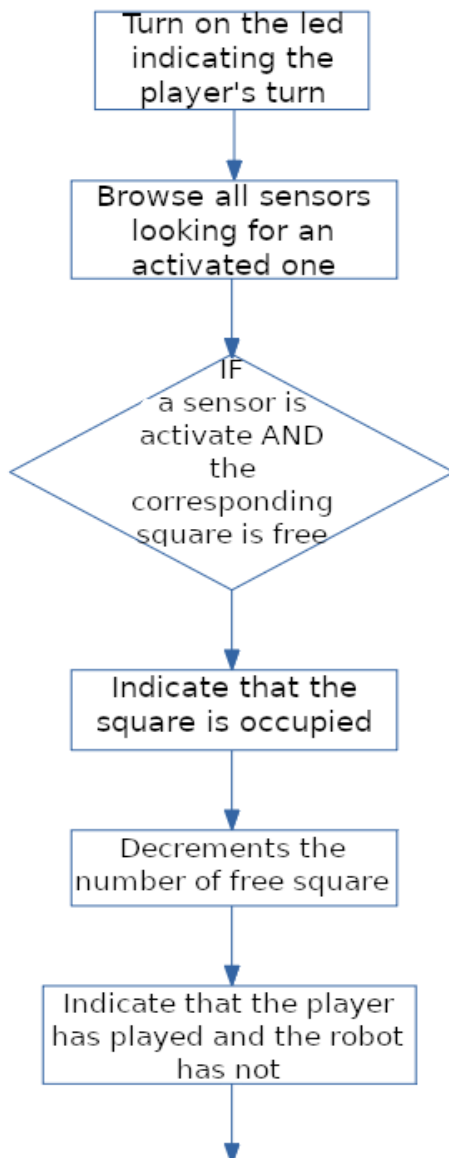 Turn on the led
indicating the
player's turn
Browse all sensors
looking for an
activated one
IF
a sensor is
activate AND
the
corresponding
square is free
Indicate that the
square is occupied
Decrements the
number of free square
Indicate that the player
has played and the robot
has not